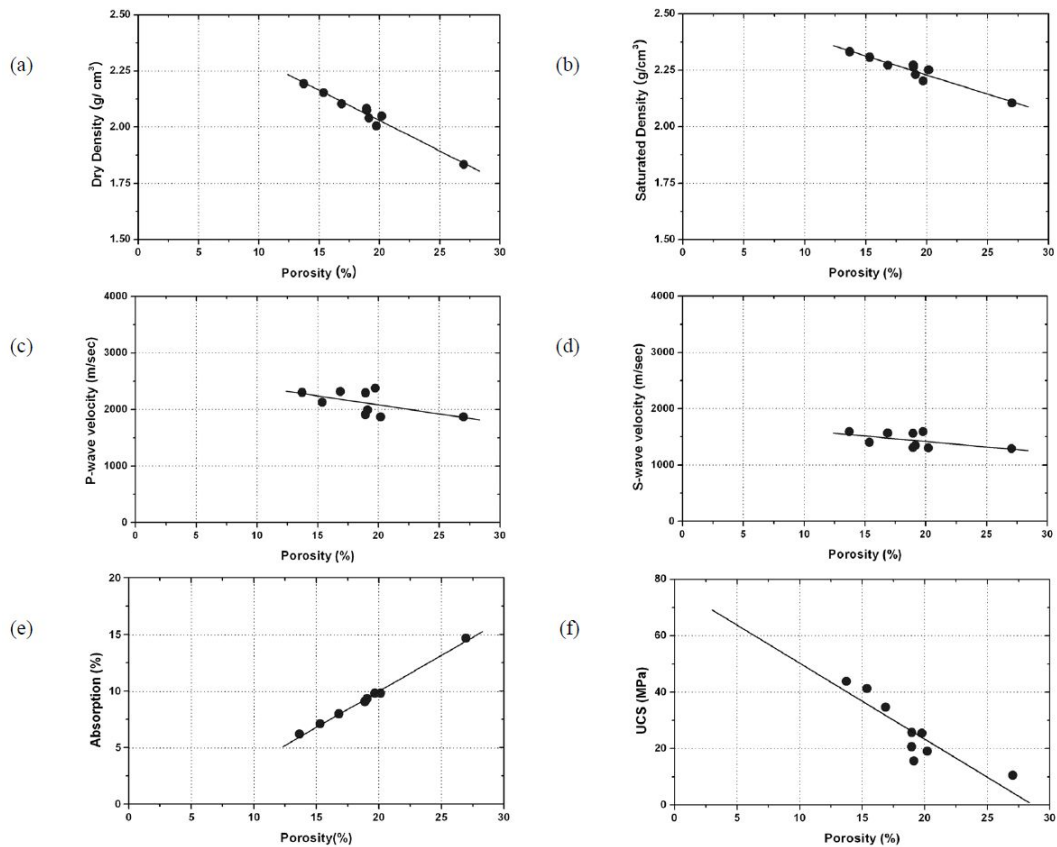 (a)
2.50
2.25
2.00
1.75
1.50
Dry Density (g/ cm³)
0 5 10 15 20 25 30
Porosity (%)
(b)
2.50
2.25
2.00
1.75
1.50
Saturated Density (g/cm³)
0 5 10 15 20 25 30
Porosity (%)
(c)
4000
3000
2000
1000
0
P-wave velocity (m/sec)
0 5 10 15 20 25 30
Porosity (%)
(d)
4000
3000
2000
1000
0
S-wave velocity (m/sec)
0 5 10 15 20 25 30
Porosity (%)
(e)
20
15
10
5
0
Absorption (%)
0 5 10 15 20 25 30
Porosity(%)
(f)
80
60
40
20
0
UCS (MPa)
0 5 10 15 20 25 30
Porosity (%)